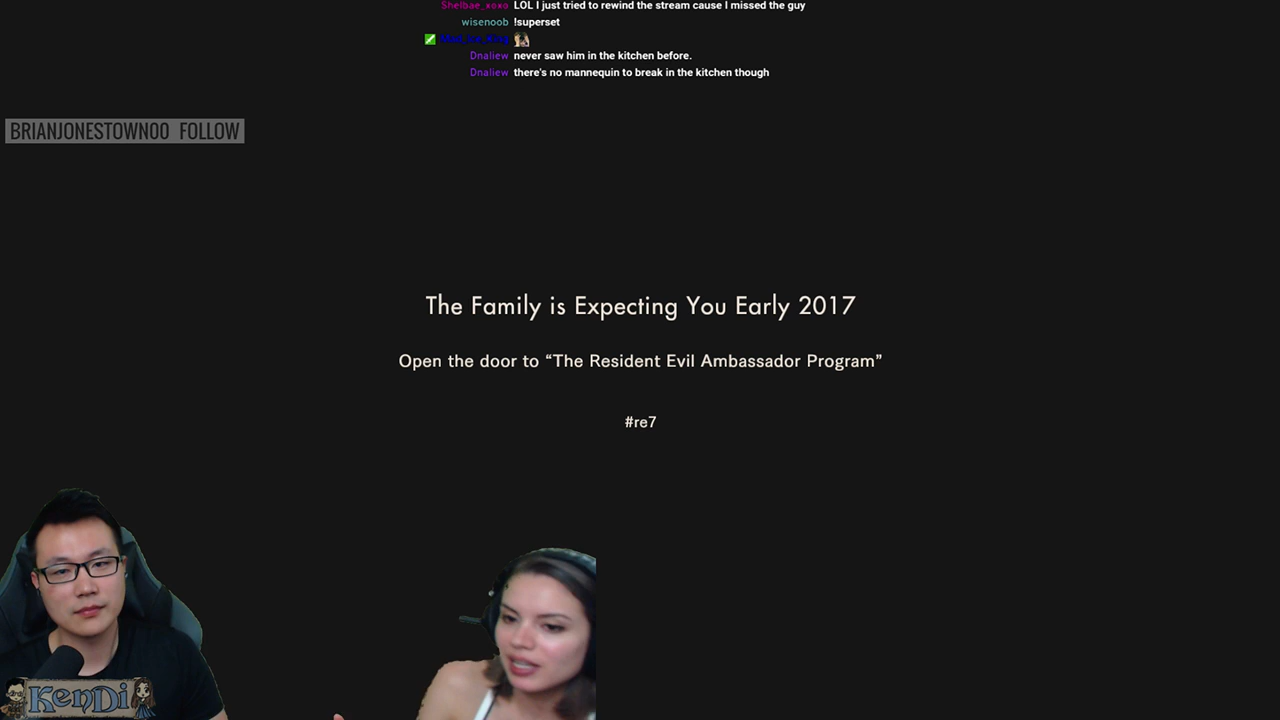 Shelbae_xoxo LOL I just tried to rewind the stream cause I missed the guy
wisenoob !superset
Dnaliew never saw him in the kitchen before.
Dnaliew there's no mannequin to break in the kitchen though
BRIANJONESTOWN00 FOLLOW
The Family is Expecting You Early 2017
Open the door to “The Resident Evil Ambassador Program”
#re7
KenDi